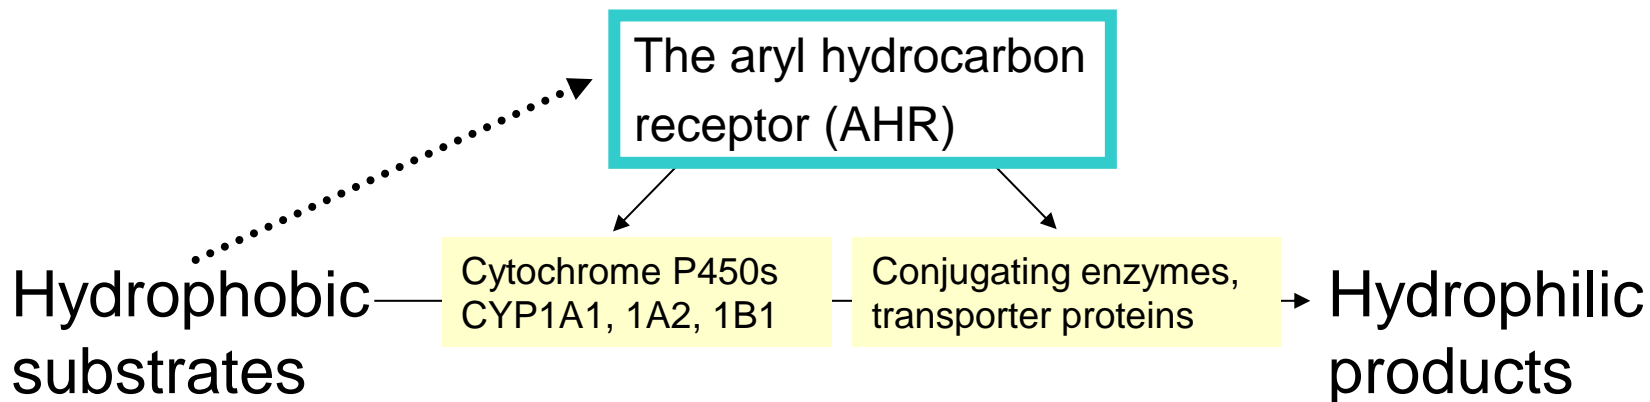 The aryl hydrocarbon
receptor (AHR)
Hydrophobic
substrates
Cytochrome P450s
CYP1A1, 1A2, 1B1
Conjugating enzymes,
transporter proteins
Hydrophilic
products